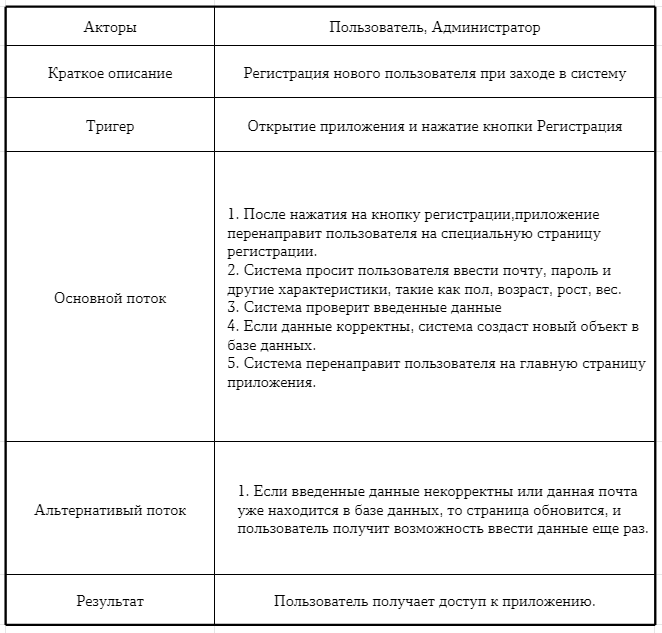 Акторы
Пользователь, Администратор
Краткое описание
Регистрация нового пользователя при заходе в систему
Тригер
Открытие приложения и нажатие кнопки Регистрация
Основной поток
1. После нажатия на кнопку регистрации,приложение
перенаправит пользователя на специальную страницу
регистрации.
2. Система просит пользователя ввести почту, пароль и
другие характеристики, такие как пол, возраст, рост, вес.
3. Система проверит введенные данные
4. Если данные корректны, система создаст новый объект в
базе данных.
5. Система перенаправит пользователя на главную страницу
приложения.
Альтернативый поток
1. Если введенные данные некорректны или данная почта
уже находится в базе данных, то страница обновится, и
пользователь получит возможность ввести данные еще раз.
Результат
Пользователь получает доступ к приложению.